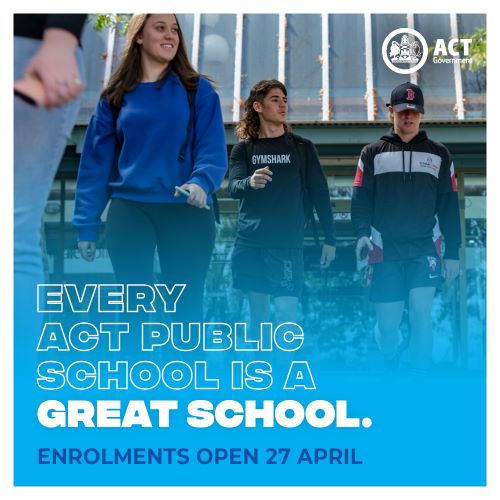 ACT
Government
GYMSHARK
B
EVERY
ACT PUBLIC
SCHOOL IS A
GREAT SCHOOL.
ENROLMENTS OPEN 27 APRIL